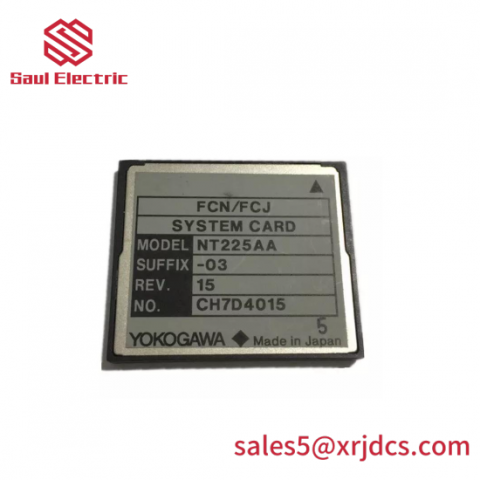 Saul Electric
FCN/FCJ
SYSTEM CARD
MODEL NT225AA
SUFFIX -03
REV. 15
NO. CH7D4015
5
YOKOGAWA Made in Japan
sales5@xrjdcs.com